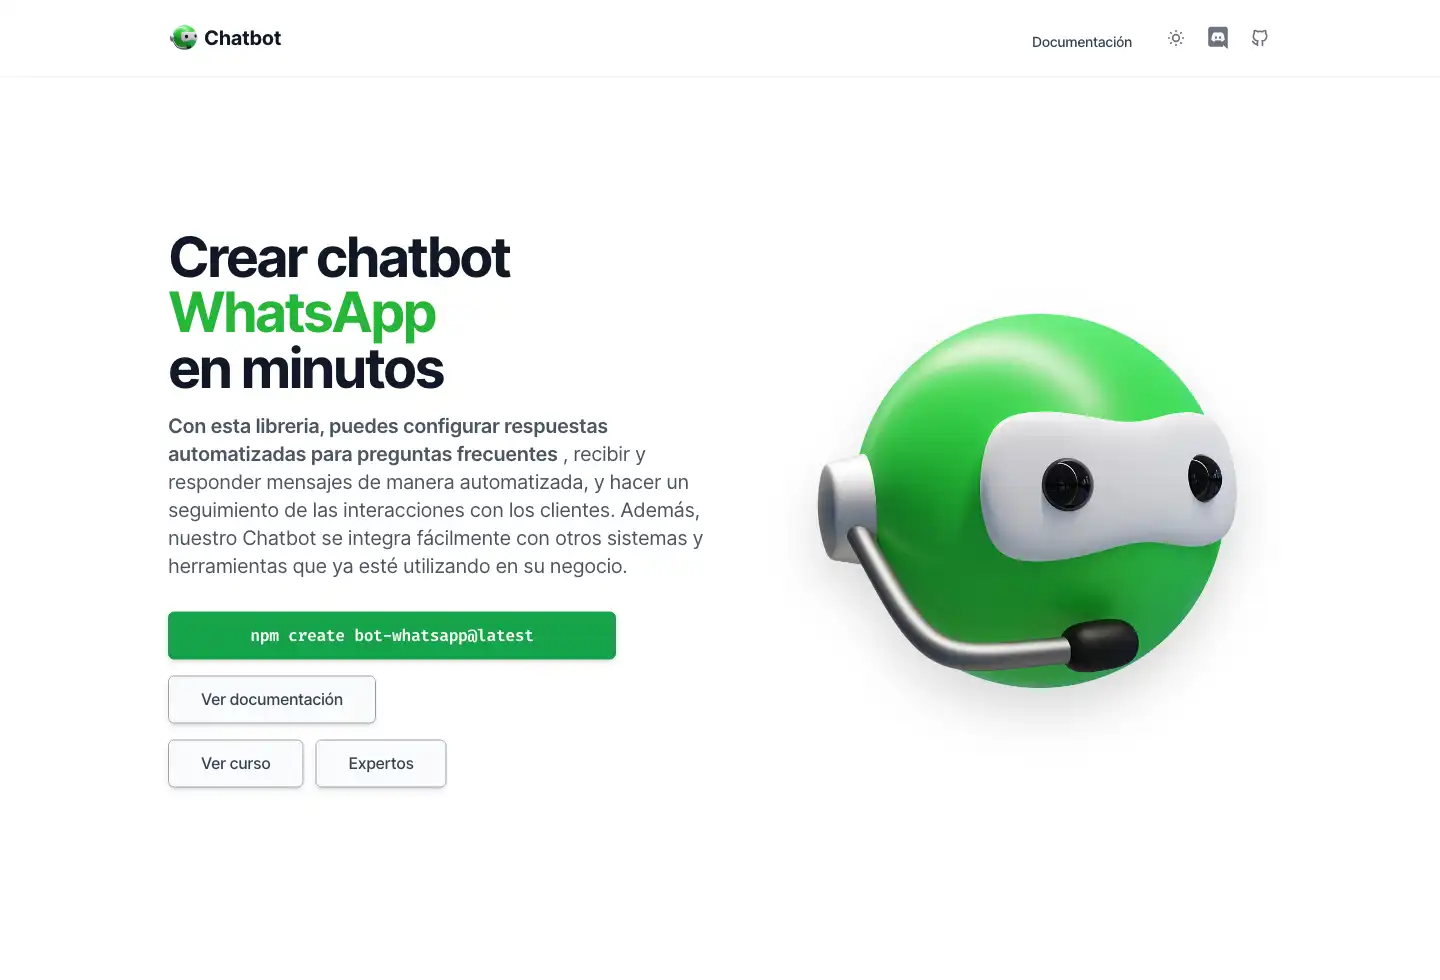 Chatbot
Documentación
Crear chatbot
WhatsApp
en minutos
Con esta libreria, puedes configurar respuestas
automatizadas para preguntas frecuentes , recibir y
responder mensajes de manera automatizada, y hacer un
seguimiento de las interacciones con los clientes. Además,
nuestro Chatbot se integra fácilmente con otros sistemas y
herramientas que ya esté utilizando en su negocio.
npm create bot-whatsapp@latest
Ver documentación
Ver curso
Expertos